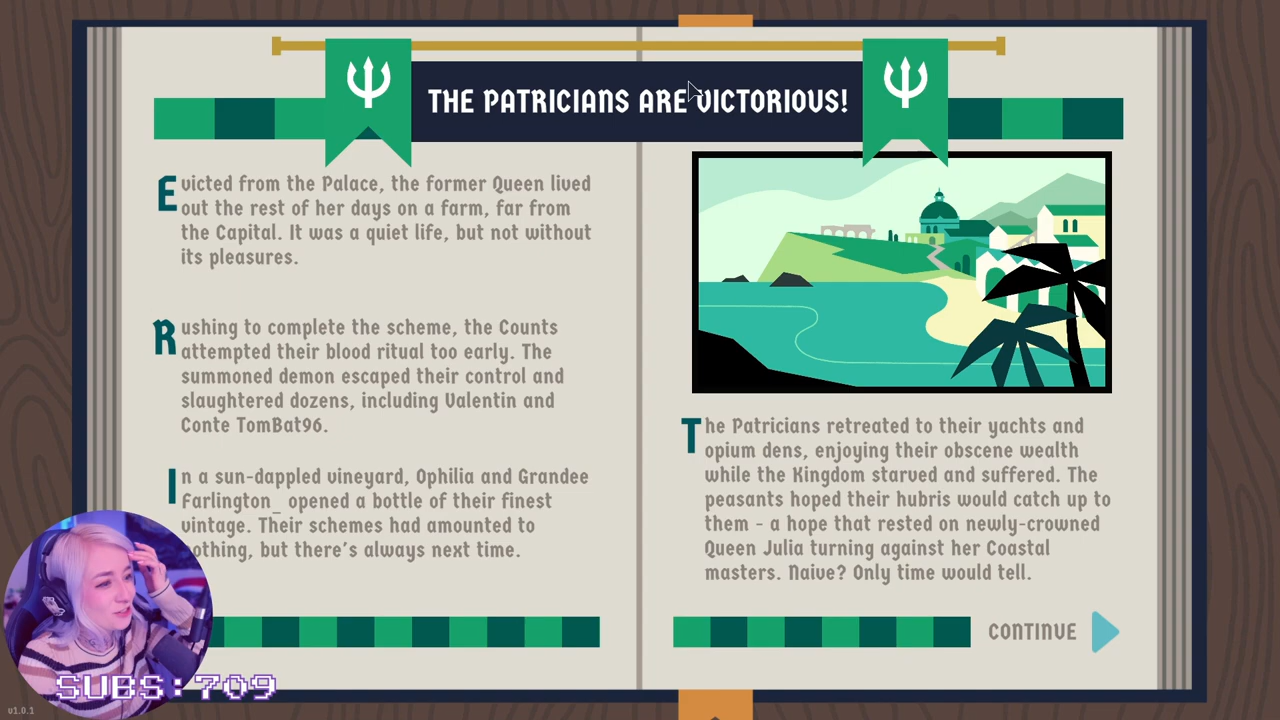 THE PATRICIANS ARE VICTORIOUS!
Evicted from the Palace, the former Queen lived
out the rest of her days on a farm, far from
the Capital. It was a quiet life, but not without
its pleasures.
Rushing to complete the scheme, the Counts
attempted their blood ritual too early. The
summoned demon escaped their control and
slaughtered dozens, including Valentin and
Conte TomBat96.
In a sun-dappled vineyard, Ophilia and Grandee
Farlington_ opened a bottle of their finest
vintage. Their schemes had amounted to
nothing, but there's always next time.
The Patricians retreated to their yachts and
opium dens, enjoying their obscene wealth
while the Kingdom starved and suffered. The
peasants hoped their hubris would catch up to
them - a hope that rested on newly-crowned
Queen Julia turning against her Coastal
masters. Naive? Only time would tell.
CONTINUE
SUBS:709
v1.0.1